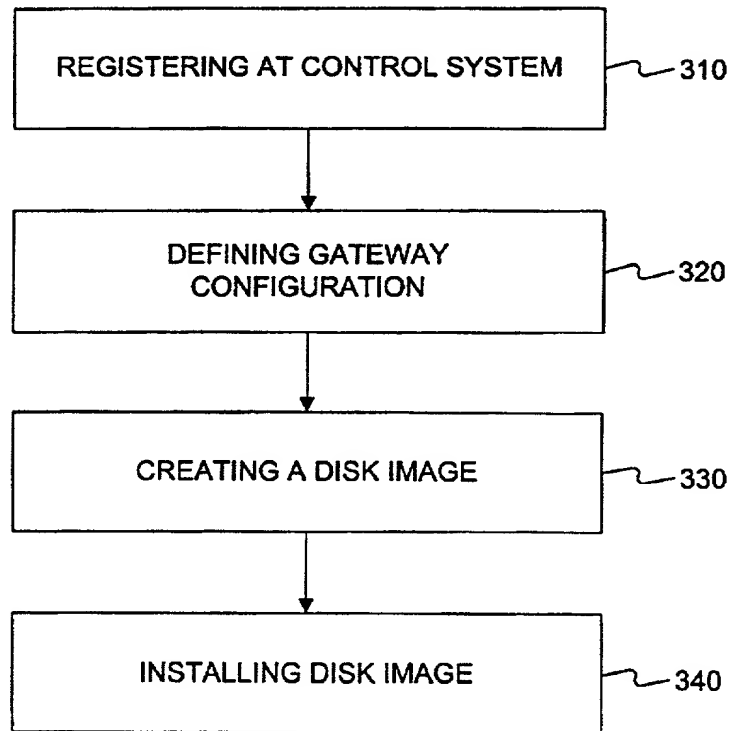 REGISTERING AT CONTROL SYSTEM
310
DEFINING GATEWAY
CONFIGURATION
320
CREATING A DISK IMAGE
330
INSTALLING DISK IMAGE
340